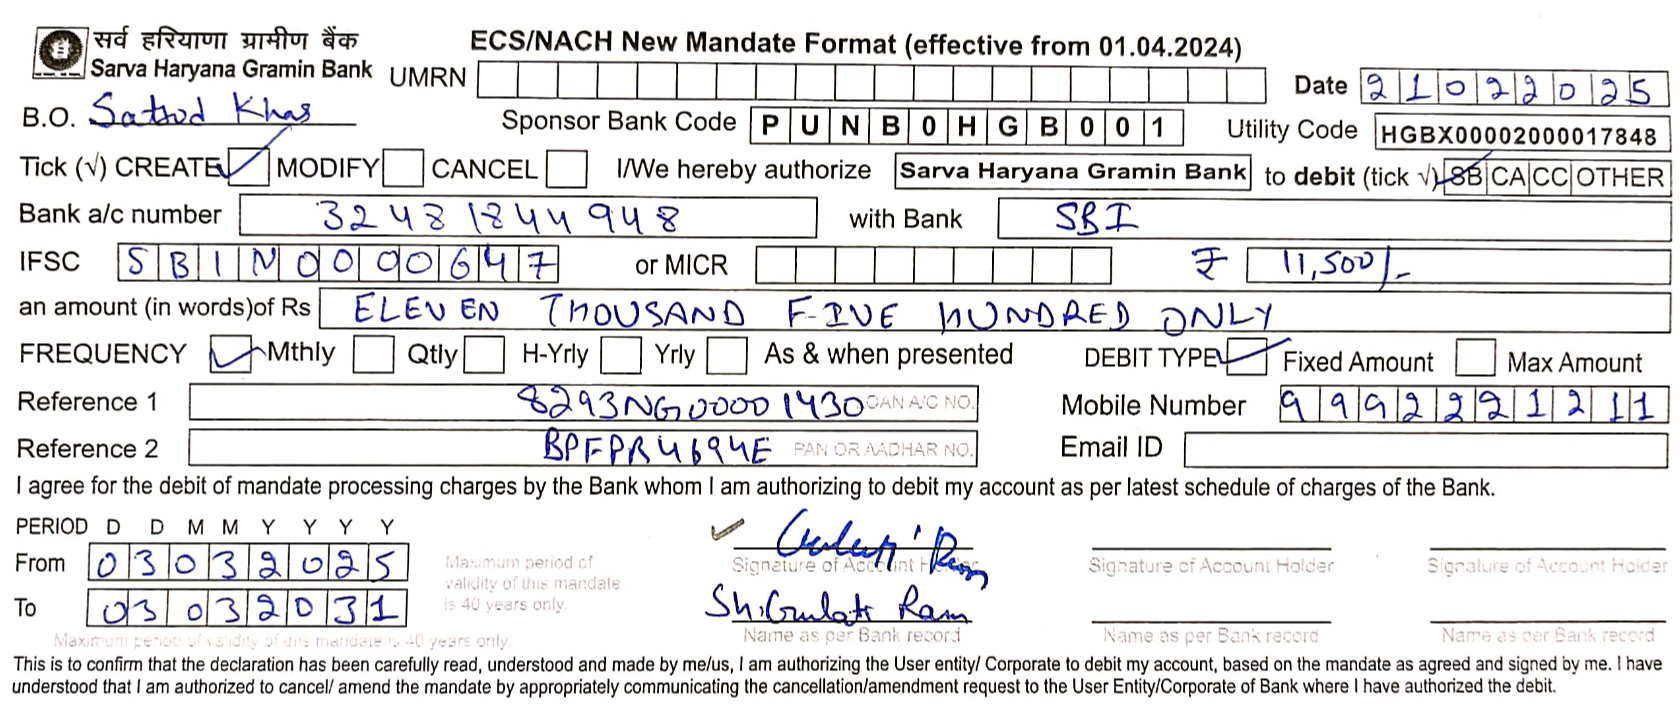 सर्व हरियाणा ग्रामीण बैंक
Sarva Haryana Gramin Bank
ECS/NACH New Mandate Format (effective from 01.04.2024)
UMRN Date 21022025
B.O. Satrod Khas Sponsor Bank Code PUNB0HGB001 Utility Code HGBX00002000017848
Tick (√) CREATE MODIFY CANCEL I/We hereby authorize Sarva Haryana Gramin Bank to debit (tick √) SB CA CC OTHER
Bank a/c number 32481844948 with Bank SBI
IFSC SBIN0000647 or MICR ₹ 11,500/-
an amount (in words)of Rs ELEVEN THOUSAND FIVE HUNDRED ONLY
FREQUENCY Mthly Qtly H-Yrly Yrly As & when presented DEBIT TYPE Fixed Amount Max Amount
Reference 1 8293NG00001430 OAN A/C NO. Mobile Number 9992221211
Reference 2 BPFPR4694E PAN OR AADHAR NO. Email ID
I agree for the debit of mandate processing charges by the Bank whom I am authorizing to debit my account as per latest schedule of charges of the Bank.
PERIOD D D M M Y Y Y Y
From 03032025
To 03032031
Maximum period of
validity of this mandate
is 40 years only.
Maximum period of validity of this mandate is 40 years only.
Gulati Ram
Signature of Account Holder Signature of Account Holder Signature of Account Holder
Sh. Gulati Ram
Name as per Bank record Name as per Bank record Name as per Bank record
This is to confirm that the declaration has been carefully read, understood and made by me/us, I am authorizing the User entity/ Corporate to debit my account, based on the mandate as agreed and signed by me. I have
understood that I am authorized to cancel/ amend the mandate by appropriately communicating the cancellation/amendment request to the User Entity/Corporate of Bank where I have authorized the debit.